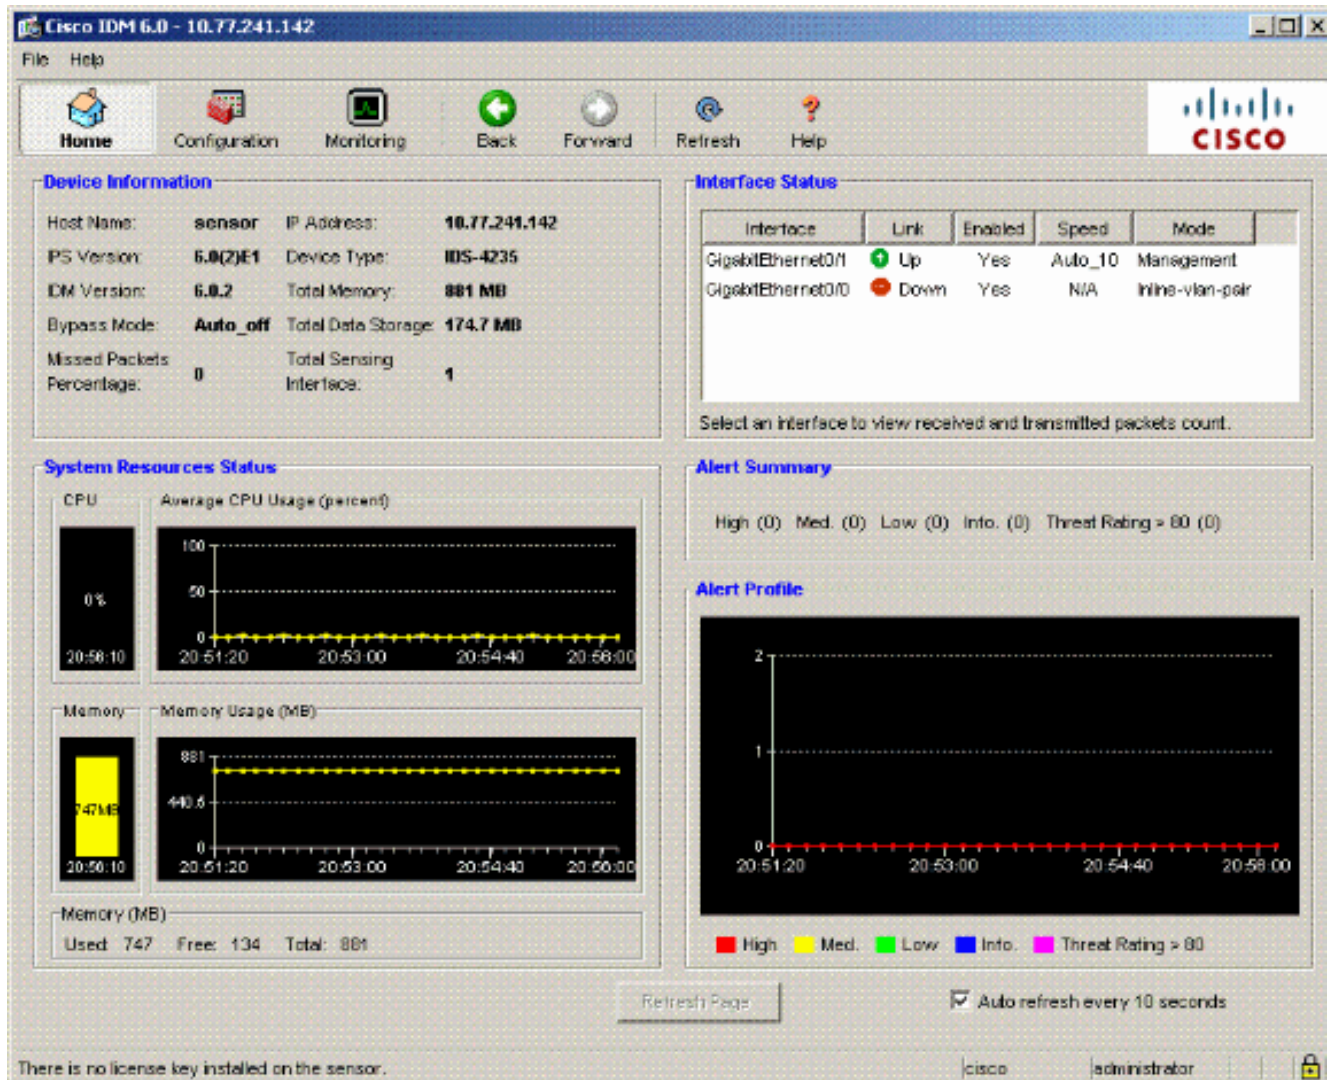 Cisco IDM 6.0 - 10.77.241.142
File Help
Home Configuration Monitoring Back Forward Refresh Help
CISCO
Device Information
Host Name: sensor IP Address: 10.77.241.142
IPS Version: 6.0(2)E1 Device Type: IDS-4235
IDM Version: 6.0.2 Total Memory: 881 MB
Bypass Mode: Auto_off Total Data Storage: 174.7 MB
Missed Packets Percentage: 0 Total Sensing Interface: 1
Interface Status
Interface Link Enabled Speed Mode
GigabitEthernet0/1 Up Yes Auto_10 Management
GigabitEthernet0/0 Down Yes N/A Inline-vlan-pair
Select an interface to view received and transmitted packets count.
System Resources Status
CPU
0%
20:56:10
Average CPU Usage (percent)
100
50
0
20:51:20 20:53:00 20:54:40 20:56:00
Memory
747MB
20:56:10
Memory Usage (MB)
881
440.5
0
20:51:20 20:53:00 20:54:40 20:56:00
Memory (MB)
Used: 747 Free: 134 Total: 881
Alert Summary
High (0) Med. (0) Low (0) Info. (0) Threat Rating > 80 (0)
Alert Profile
2
1
0
20:51:20 20:53:00 20:54:40 20:56:00
High Med. Low Info. Threat Rating > 80
Refresh Page
Auto refresh every 10 seconds
There is no license key installed on the sensor.
cisco administrator